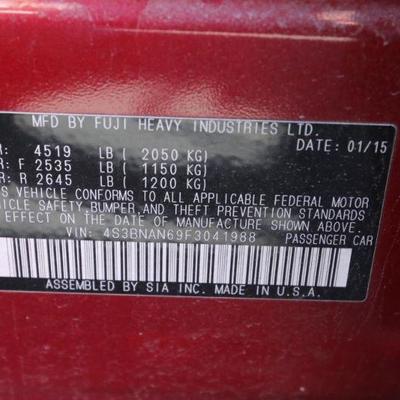 MFD BY FUJI HEAVY INDUSTRIES LTD.
DATE: 01/15
R: 4519 LB ( 2050 KG)
R: F 2535 LB ( 1150 KG)
R: R 2645 LB ( 1200 KG)
S VEHICLE CONFORMS TO ALL APPLICABLE FEDERAL MOTOR
HICLE SAFETY,BUMPER,AND THEFT PREVENTION STANDARDS
EFFECT ON THE DATE OF MANUFACTURE SHOWN ABOVE.
VIN: 4S3BNAN69F3041988
PASSENGER CAR
ASSEMBLED BY SIA INC. MADE IN U.S.A.